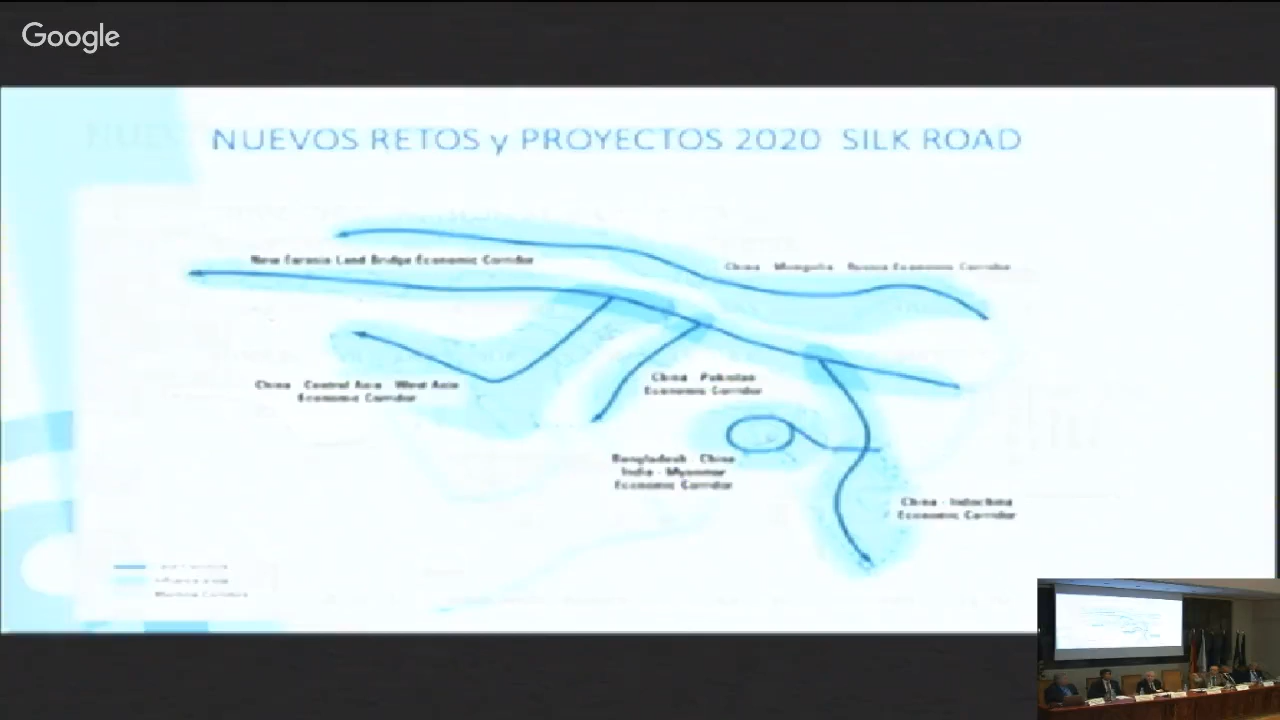 Google
NUEVOS RETOS y PROYECTOS 2020 SILK ROAD
New Eurasia Land Bridge Economic Corridor
China - Mongolia - Russia Economic Corridor
China - Central Asia - West Asia
Economic Corridor
China - Pakistan
Economic Corridor
Bangladesh - China
India - Myanmar
Economic Corridor
China - Indochina
Economic Corridor